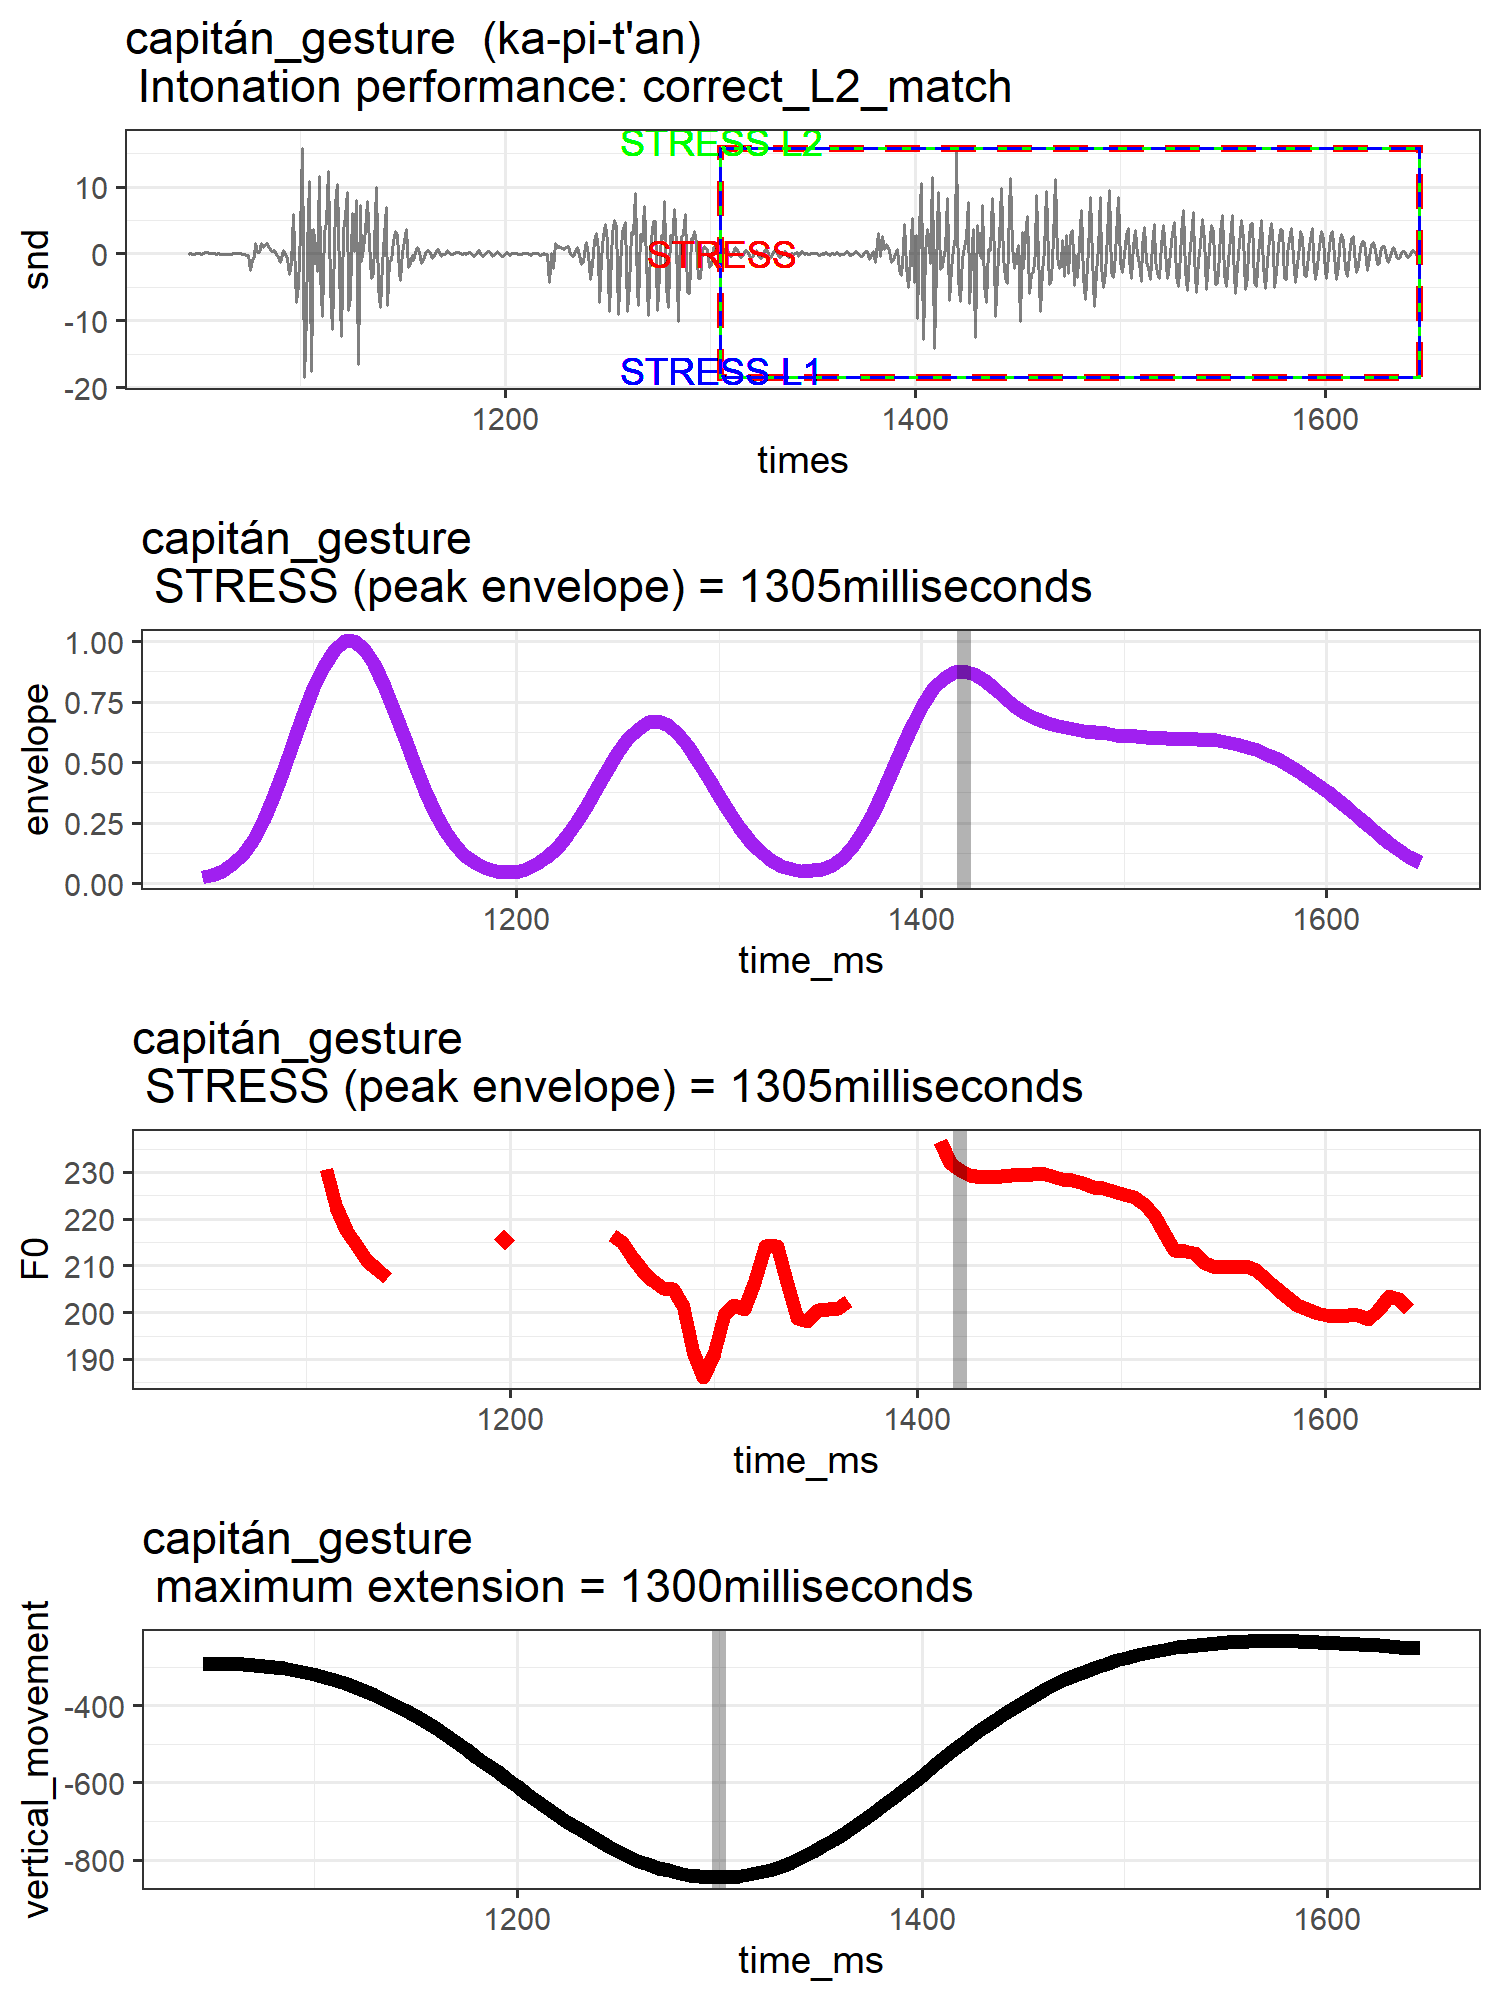 capitán_gesture  (ka-pi-t'an)
Intonation performance: correct_L2_match
STRESS L2
STRESS
STRESS L1
snd
10
0
-10
-20
1200
1400
1600
times
capitán_gesture
STRESS (peak envelope) = 1305milliseconds
envelope
1.00
0.75
0.50
0.25
0.00
1200
1400
1600
time_ms
capitán_gesture
STRESS (peak envelope) = 1305milliseconds
F0
230
220
210
200
190
1200
1400
1600
time_ms
capitán_gesture
maximum extension = 1300milliseconds
vertical_movement
-400
-600
-800
1200
1400
1600
time_ms